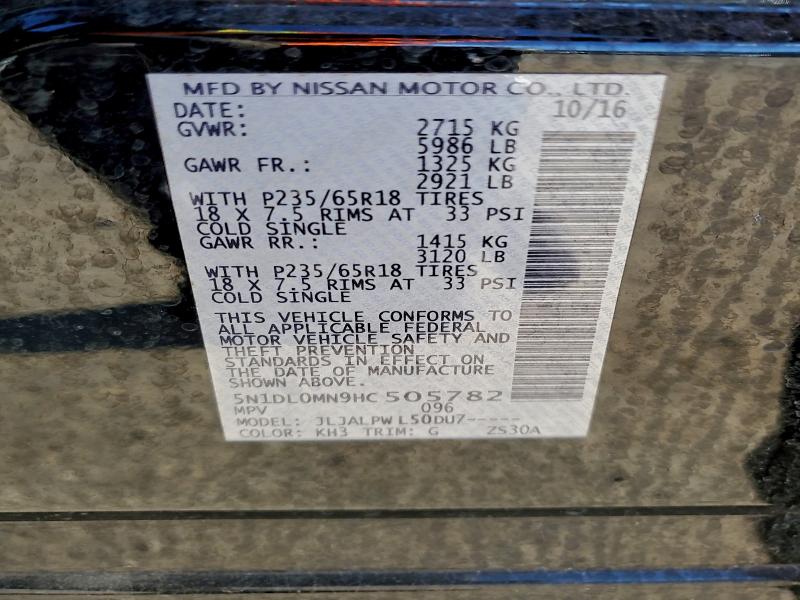 MFD BY NISSAN MOTOR CO., LTD.
DATE: 10/16
GVWR: 2715 KG
5986 LB
GAWR FR.: 1325 KG
2921 LB
WITH P235/65R18 TIRES
18 X 7.5 RIMS AT 33 PSI
COLD SINGLE
GAWR RR.: 1415 KG
3120 LB
WITH P235/65R18 TIRES
18 X 7.5 RIMS AT 33 PSI
COLD SINGLE
THIS VEHICLE CONFORMS TO
ALL APPLICABLE FEDERAL
MOTOR VEHICLE SAFETY AND
THEFT PREVENTION
STANDARDS IN EFFECT ON
THE DATE OF MANUFACTURE
SHOWN ABOVE.
5N1DL0MN9HC505782
MPV 096
MODEL: JLJALPWL50DU7-----
COLOR: KH3 TRIM: G ZS30A